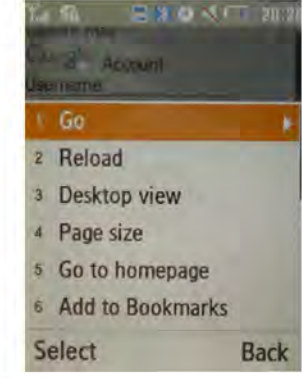 Account
Username
1 Go
2 Reload
3 Desktop view
4 Page size
5 Go to homepage
6 Add to Bookmarks
Select Back